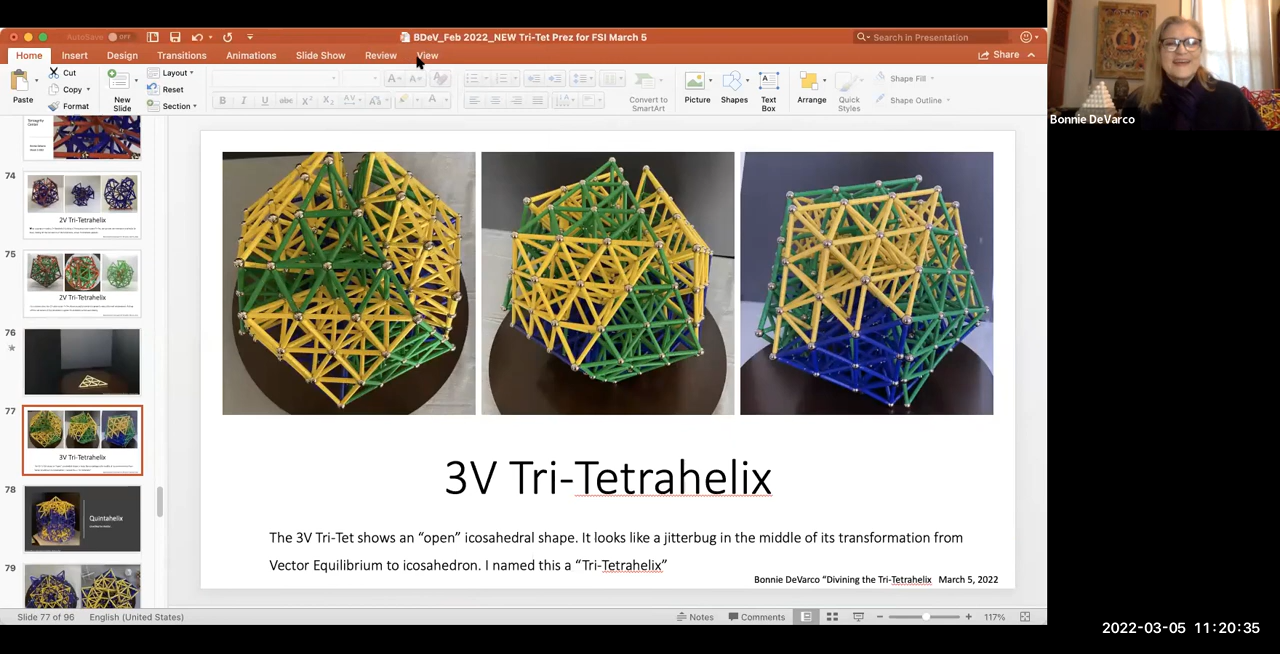 AutoSave OFF
BDeV_Feb 2022_NEW Tri-Tet Prez for FSI March 5
Search in Presentation
Home Insert Design Transitions Animations Slide Show Review View
Share
Paste
Cut
Copy
Format
New Slide
Layout
Reset
Section
Convert to SmartArt
Picture
Shapes
Text Box
Arrange
Quick Styles
Shape Fill
Shape Outline
Bonnie DeVarco
74
2V Tri-Tetrahelix
75
2V Tri-Tetrahelix
76
77
3V Tri-Tetrahelix
78
Quintahelix
79
3V Tri-Tetrahelix
The 3V Tri-Tet shows an “open” icosahedral shape. It looks like a jitterbug in the middle of its transformation from
Vector Equilibrium to icosahedron. I named this a “Tri-Tetrahelix”
Bonnie DeVarco “Divining the Tri-Tetrahelix March 5, 2022
Slide 77 of 96 English (United States)
Notes Comments 117%
2022-03-05 11:20:35